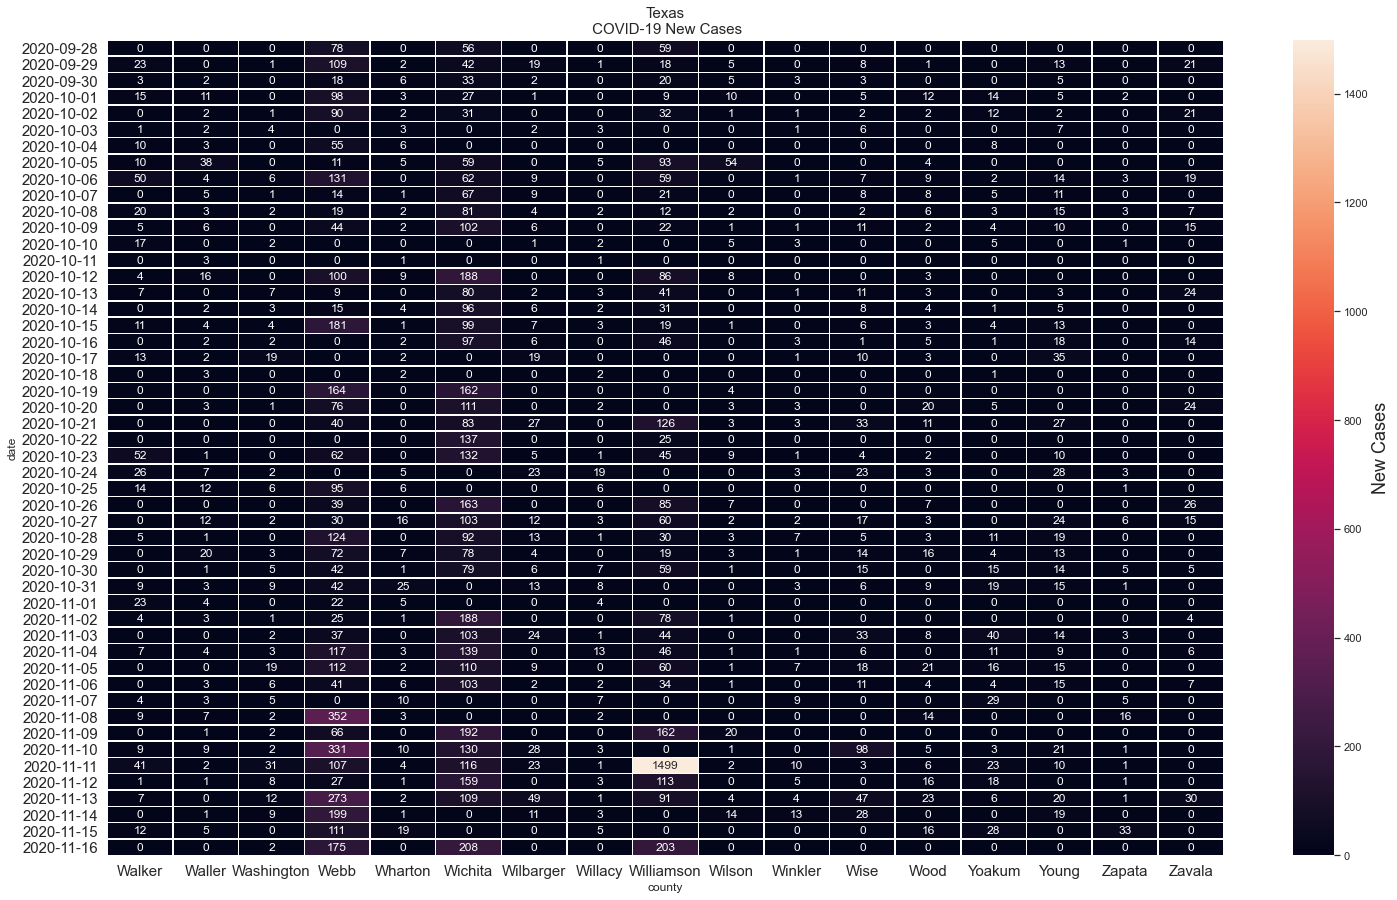 Texas
COVID-19 New Cases
2020-09-28 0 0 0 78 0 56 0 0 59 0 0 0 0 0 0 0 0
2020-09-29 23 0 1 109 2 42 19 1 18 5 0 8 1 0 13 0 21
2020-09-30 3 2 0 18 6 33 2 0 20 5 3 3 0 0 5 0 0
2020-10-01 15 11 0 98 3 27 1 0 9 10 0 5 12 14 5 2 0
2020-10-02 0 2 1 90 2 31 0 0 32 1 1 2 2 12 2 0 21
2020-10-03 1 2 4 0 3 0 2 3 0 0 1 6 0 0 7 0 0
2020-10-04 10 3 0 55 6 0 0 0 0 0 0 0 0 8 0 0 0
2020-10-05 10 38 0 11 5 59 0 5 93 54 0 0 4 0 0 0 0
2020-10-06 50 4 6 131 0 62 9 0 59 0 1 7 9 2 14 3 19
2020-10-07 0 5 1 14 1 67 9 0 21 0 0 8 8 5 11 0 0
2020-10-08 20 3 2 19 2 81 4 2 12 2 0 2 6 3 15 3 7
2020-10-09 5 6 0 44 2 102 6 0 22 1 1 11 2 4 10 0 15
2020-10-10 17 0 2 0 0 0 1 2 0 5 3 0 0 5 0 1 0
2020-10-11 0 3 0 0 1 0 0 1 0 0 0 0 0 0 0 0 0
2020-10-12 4 16 0 100 9 188 0 0 86 8 0 0 3 0 0 0 0
2020-10-13 7 0 7 9 0 80 2 3 41 0 1 11 3 0 3 0 24
2020-10-14 0 2 3 15 4 96 6 2 31 0 0 8 4 1 5 0 0
2020-10-15 11 4 4 181 1 99 7 3 19 1 0 6 3 4 13 0 0
2020-10-16 0 2 2 0 2 97 6 0 46 0 3 1 5 1 18 0 14
2020-10-17 13 2 19 0 2 0 19 0 0 0 1 10 3 0 35 0 0
2020-10-18 0 3 0 0 2 0 0 2 0 0 0 0 0 1 0 0 0
2020-10-19 0 0 0 164 0 162 0 0 0 4 0 0 0 0 0 0 0
2020-10-20 0 3 1 76 0 111 0 2 0 3 3 0 20 5 0 0 24
2020-10-21 0 0 0 40 0 83 27 0 126 3 3 33 11 0 27 0 0
2020-10-22 0 0 0 0 0 137 0 0 25 0 0 0 0 0 0 0 0
2020-10-23 52 1 0 62 0 132 5 1 45 9 1 4 2 0 10 0 0
2020-10-24 26 7 2 0 5 0 23 19 0 0 3 23 3 0 28 3 0
2020-10-25 14 12 6 95 6 0 0 6 0 0 0 0 0 0 0 1 0
2020-10-26 0 0 0 39 0 163 0 0 85 7 0 0 7 0 0 0 26
2020-10-27 0 12 2 30 16 103 12 3 60 2 2 17 3 0 24 6 15
2020-10-28 5 1 0 124 0 92 13 1 30 3 7 5 3 11 19 0 0
2020-10-29 0 20 3 72 7 78 4 0 19 3 1 14 16 4 13 0 0
2020-10-30 0 1 5 42 1 79 6 7 59 1 0 15 0 15 14 5 5
2020-10-31 9 3 9 42 25 0 13 8 0 0 3 6 9 19 15 1 0
2020-11-01 23 4 0 22 5 0 0 4 0 0 0 0 0 0 0 0 0
2020-11-02 4 3 1 25 1 188 0 0 78 1 0 0 0 0 0 0 4
2020-11-03 0 0 2 37 0 103 24 1 44 0 0 33 8 40 14 3 0
2020-11-04 7 4 3 117 3 139 0 13 46 1 1 6 0 11 9 0 6
2020-11-05 0 0 19 112 2 110 9 0 60 1 7 18 21 16 15 0 0
2020-11-06 0 3 6 41 6 103 2 2 34 1 0 11 4 4 15 0 7
2020-11-07 4 3 5 0 10 0 0 7 0 0 9 0 0 29 0 5 0
2020-11-08 9 7 2 352 3 0 0 2 0 0 0 0 14 0 0 16 0
2020-11-09 0 1 2 66 0 192 0 0 162 20 0 0 0 0 0 0 0
2020-11-10 9 9 2 331 10 130 28 3 0 1 0 98 5 3 21 1 0
2020-11-11 41 2 31 107 4 116 23 1 1499 2 10 3 6 23 10 1 0
2020-11-12 1 1 8 27 1 159 0 3 113 0 5 0 16 18 0 1 0
2020-11-13 7 0 12 273 2 109 49 1 91 4 4 47 23 6 20 1 30
2020-11-14 0 1 9 199 1 0 11 3 0 14 13 28 0 0 19 0 0
2020-11-15 12 5 0 111 19 0 0 5 0 0 0 0 16 28 0 33 0
2020-11-16 0 0 2 175 0 208 0 0 203 0 0 0 0 0 0 0 0
Walker Waller Washington Webb Wharton Wichita Wilbarger Willacy Williamson Wilson Winkler Wise Wood Yoakum Young Zapata Zavala
county
date
1400
1200
1000
800
600
400
200
0
New Cases